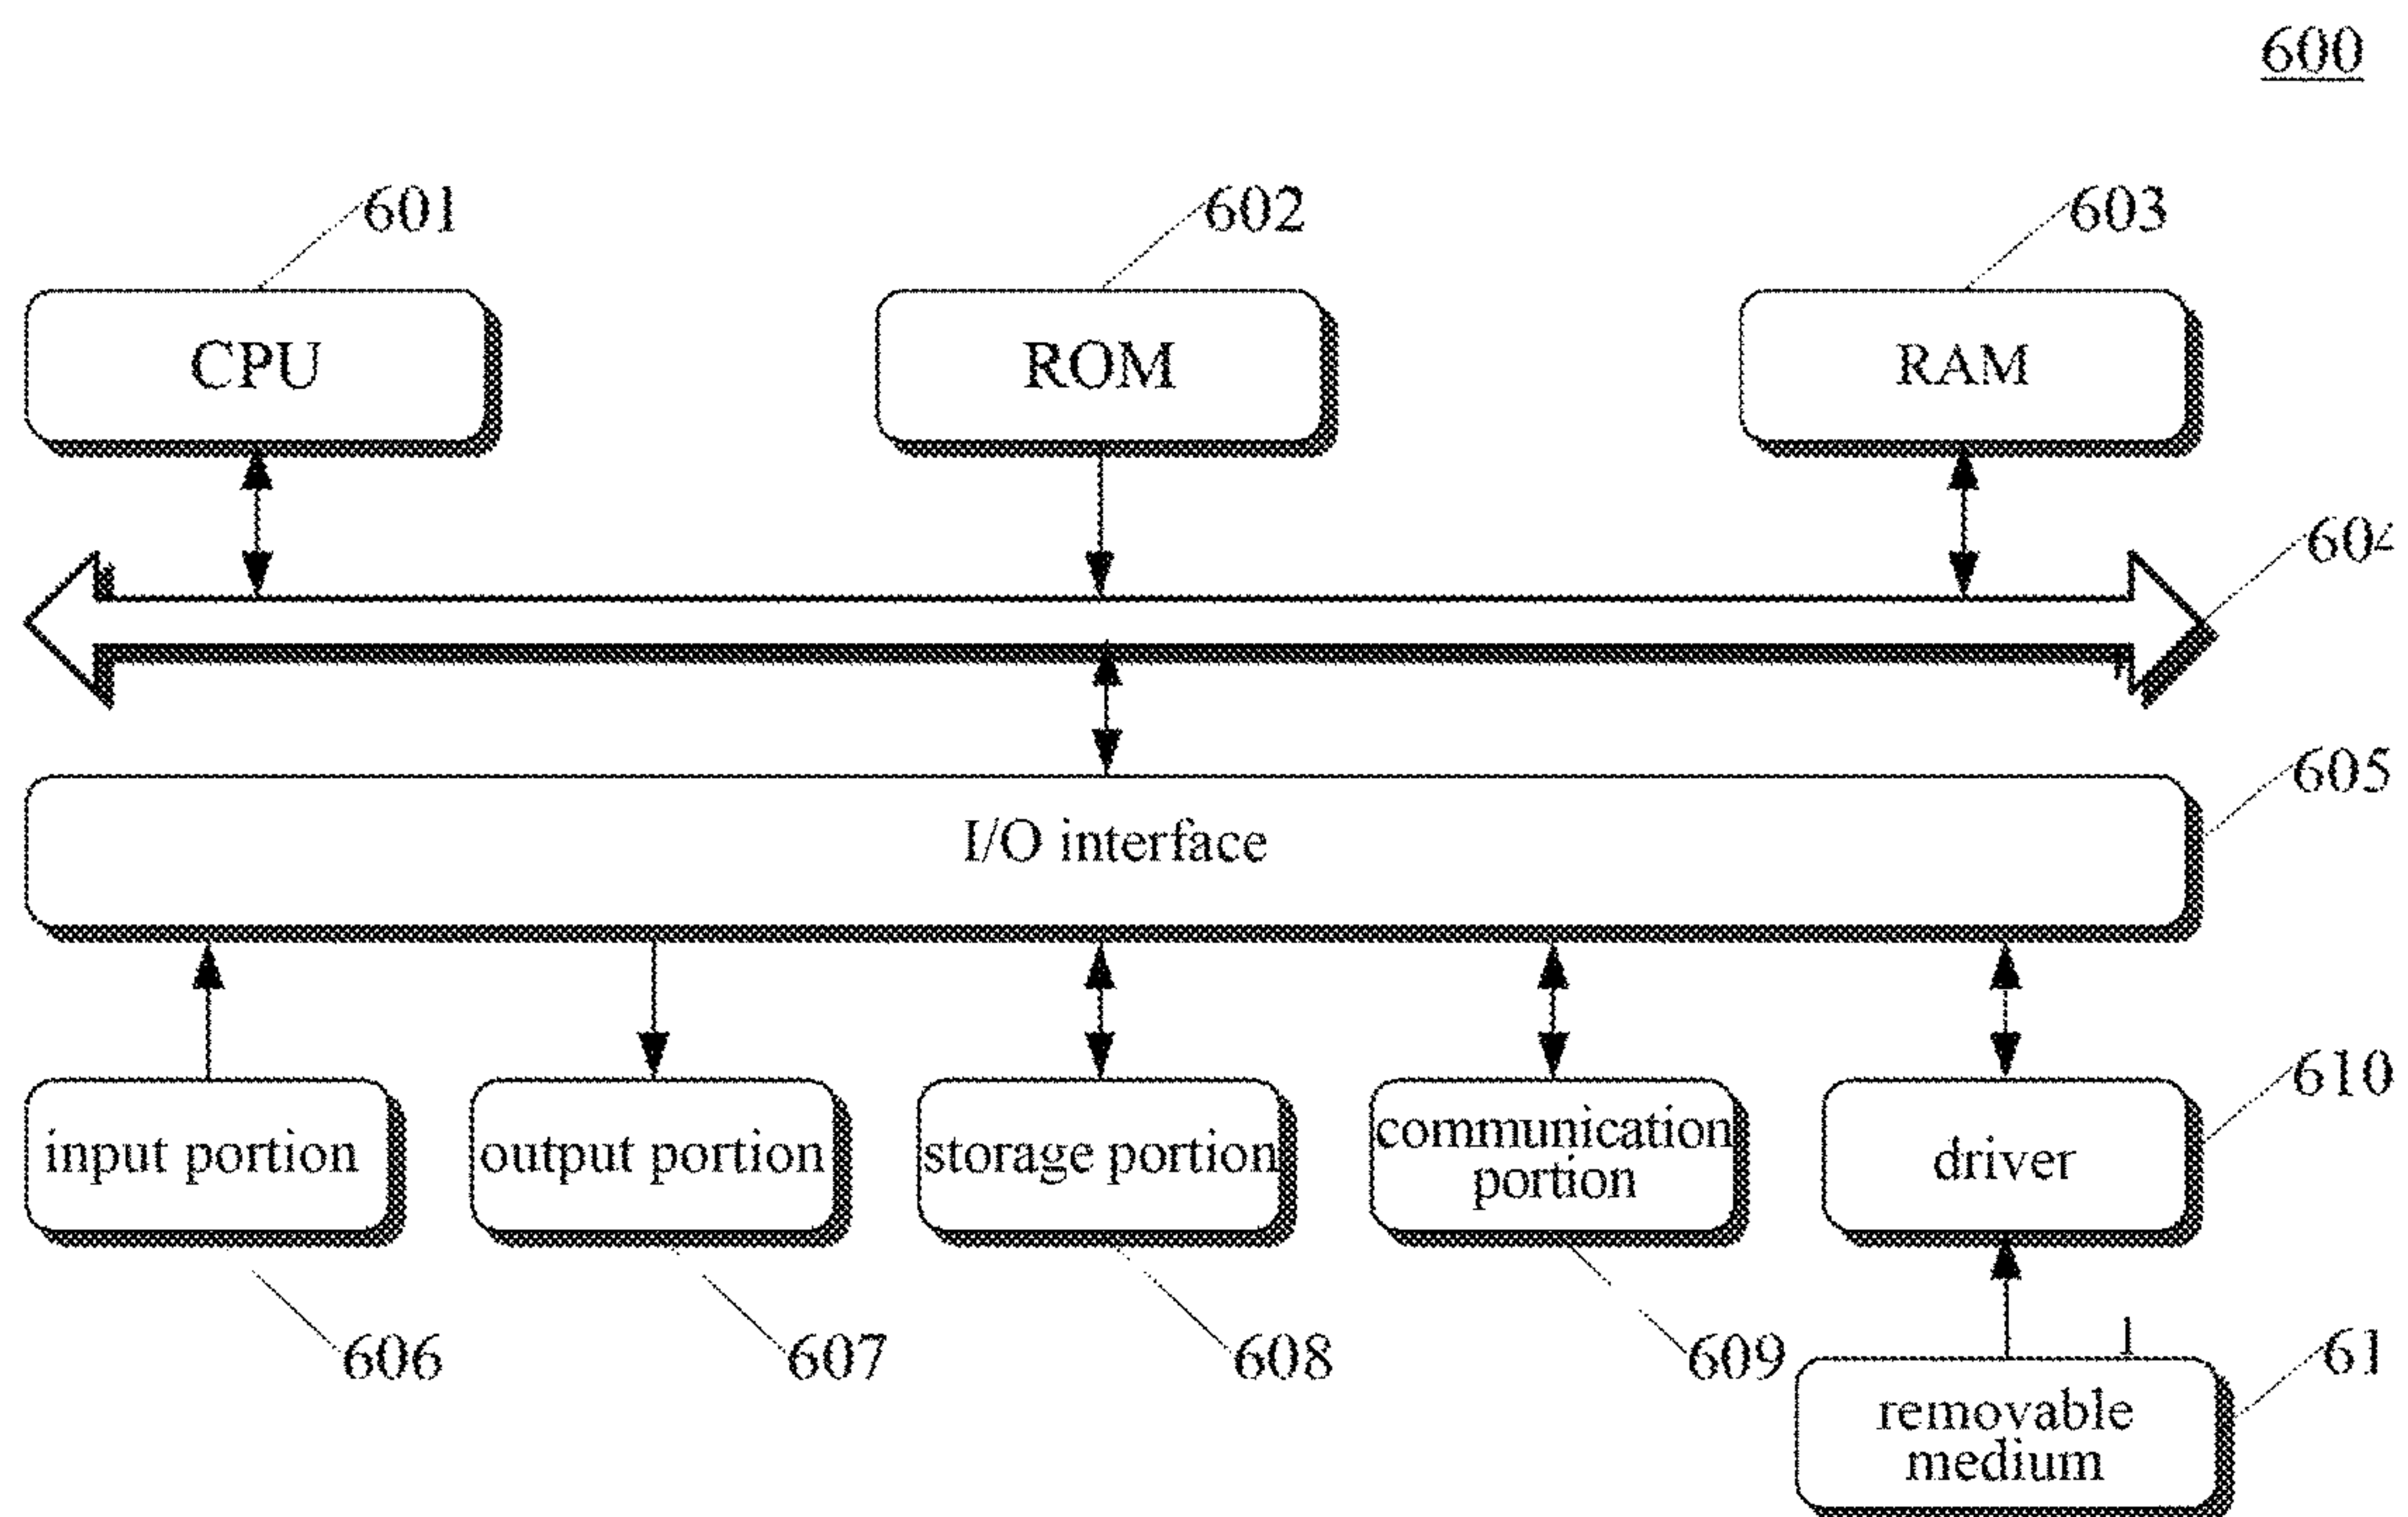 600
601
602
603
CPU
ROM
RAM
604
605
I/O interface
610
input portion
output portion
storage portion
communication
portion
driver
606
607
608
609
1
61
removable
medium